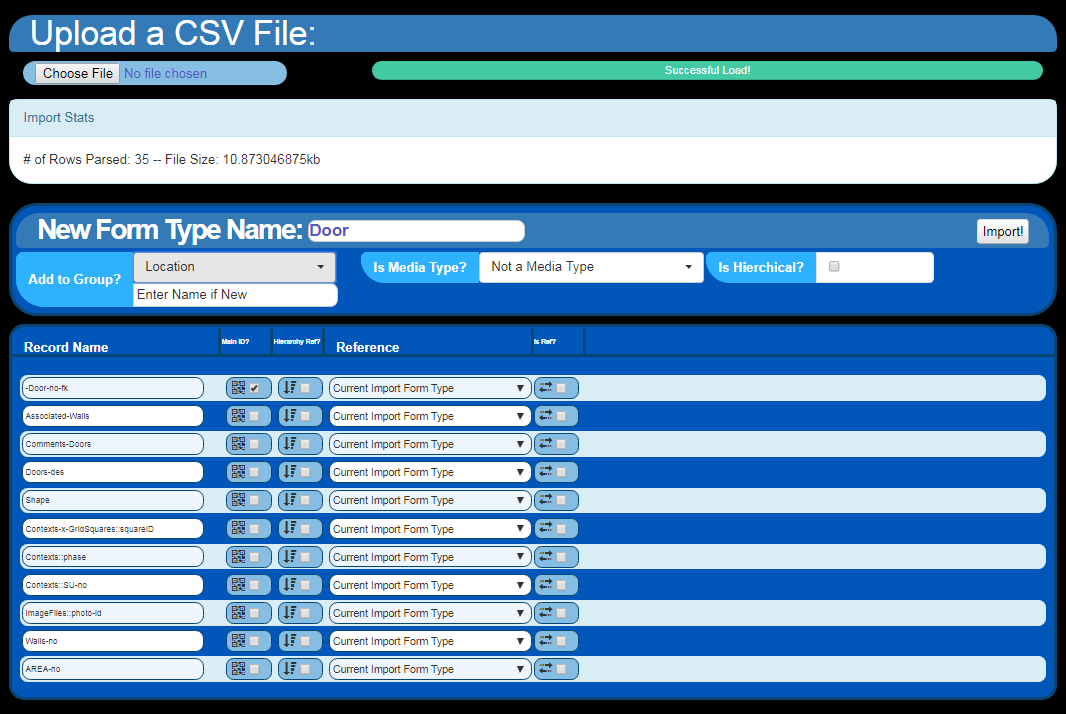 Upload a CSV File:
Choose File No file chosen
Successful Load!
Import Stats
# of Rows Parsed: 35 -- File Size: 10.873046875kb
New Form Type Name: Door
Import!
Add to Group? Location
Enter Name if New
Is Media Type? Not a Media Type
Is Hierchical?
Record Name Main ID? Hierarchy Ref? Reference Is Ref?
-Door-no-fk Current Import Form Type
Associated-Walls Current Import Form Type
Comments-Doors Current Import Form Type
Doors-des Current Import Form Type
Shape Current Import Form Type
Contexts-x-GridSquares::squareID Current Import Form Type
Contexts::phase Current Import Form Type
Contexts::SU-no Current Import Form Type
ImageFiles::photo-id Current Import Form Type
Walls-no Current Import Form Type
AREA-no Current Import Form Type